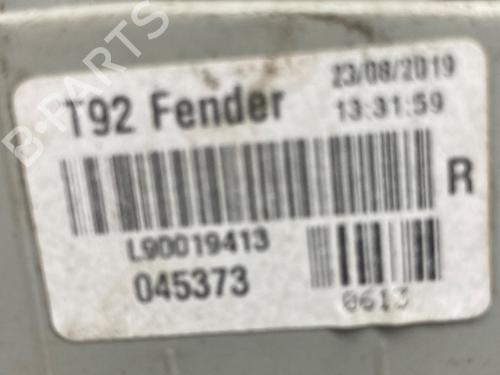 B-PARTS
T92 Fender
23/08/2019
13:31:59
R
L90019413
045373
0613